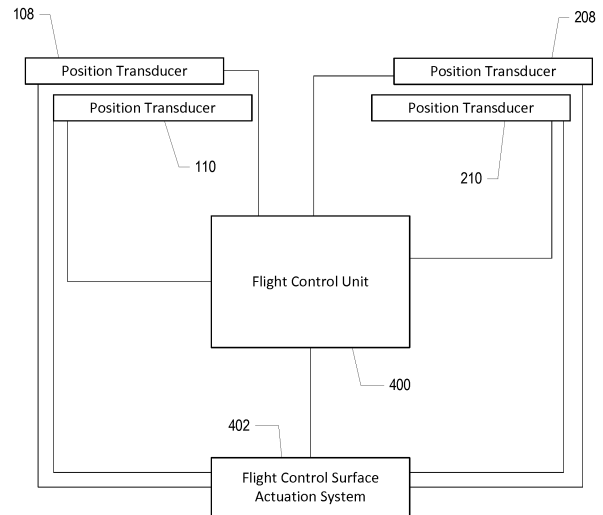 108
208
Position Transducer
Position Transducer
Position Transducer
Position Transducer
110
210
Flight Control Unit
400
402
Flight Control Surface
Actuation System